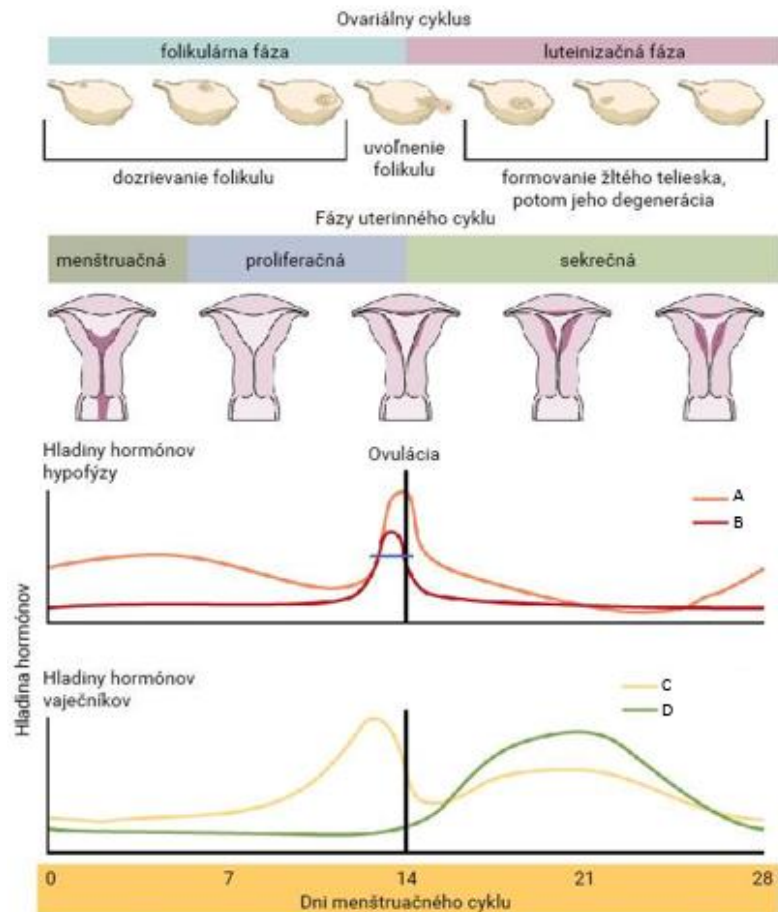 Ovariálny cyklus
folikulárna fáza
luteinizačná fáza
dozrievanie folikulu
uvoľnenie
folikulu
formovanie žltého telieska,
potom jeho degenerácia
Fázy uterinného cyklu
menštruačná
proliferačná
sekrečná
Hladiny hormónov
hypofýzy
Ovulácia
A
B
Hladina hormónov
Hladiny hormónov
vaječníkov
C
D
0 7 14 21 28
Dni menštruačného cyklu